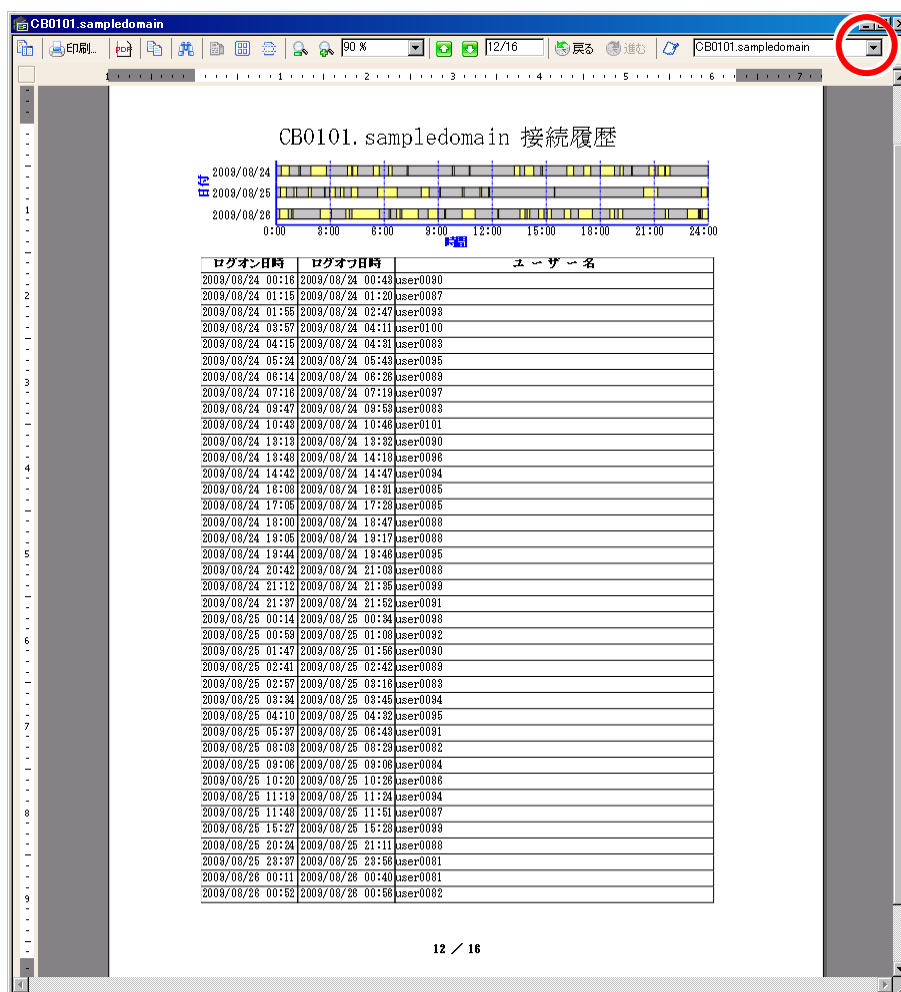 CB0101.sampledomain
印刷... PDF 90 % 12/16 戻る 進む CB0101.sampledomain
1 2 3 4 5 6 7
CB0101.sampledomain 接続履歴
日付
2009/08/24
2009/08/25
2009/08/26
0:00 3:00 6:00 9:00 12:00 15:00 18:00 21:00 24:00
時間
ログオン日時 ログオフ日時 ユーザー名
2009/08/24 00:16 2009/08/24 00:43 user0090
2009/08/24 01:15 2009/08/24 01:20 user0087
2009/08/24 01:55 2009/08/24 02:47 user0093
2009/08/24 03:57 2009/08/24 04:11 user0100
2009/08/24 04:15 2009/08/24 04:31 user0083
2009/08/24 05:24 2009/08/24 05:43 user0095
2009/08/24 06:14 2009/08/24 06:26 user0089
2009/08/24 07:16 2009/08/24 07:19 user0097
2009/08/24 09:47 2009/08/24 09:53 user0083
2009/08/24 10:43 2009/08/24 10:46 user0101
2009/08/24 13:13 2009/08/24 13:32 user0090
2009/08/24 13:48 2009/08/24 14:18 user0096
2009/08/24 14:42 2009/08/24 14:47 user0094
2009/08/24 16:08 2009/08/24 16:31 user0085
2009/08/24 17:05 2009/08/24 17:28 user0085
2009/08/24 18:00 2009/08/24 18:47 user0088
2009/08/24 19:05 2009/08/24 19:17 user0088
2009/08/24 19:44 2009/08/24 19:46 user0095
2009/08/24 20:42 2009/08/24 21:03 user0088
2009/08/24 21:12 2009/08/24 21:35 user0099
2009/08/24 21:37 2009/08/24 21:52 user0091
2009/08/25 00:14 2009/08/25 00:34 user0098
2009/08/25 00:59 2009/08/25 01:08 user0092
2009/08/25 01:47 2009/08/25 01:56 user0090
2009/08/25 02:41 2009/08/25 02:42 user0089
2009/08/25 02:57 2009/08/25 03:16 user0083
2009/08/25 03:34 2009/08/25 03:45 user0094
2009/08/25 04:10 2009/08/25 04:32 user0095
2009/08/25 05:37 2009/08/25 06:43 user0091
2009/08/25 08:03 2009/08/25 08:29 user0082
2009/08/25 09:06 2009/08/25 09:06 user0084
2009/08/25 10:20 2009/08/25 10:26 user0086
2009/08/25 11:19 2009/08/25 11:24 user0094
2009/08/25 11:48 2009/08/25 11:51 user0087
2009/08/25 15:27 2009/08/25 15:28 user0099
2009/08/25 20:24 2009/08/25 21:11 user0088
2009/08/25 23:37 2009/08/25 23:56 user0081
2009/08/26 00:11 2009/08/26 00:40 user0081
2009/08/26 00:52 2009/08/26 00:56 user0082
12 ／ 16
1
2
3
4
5
6
7
8
9